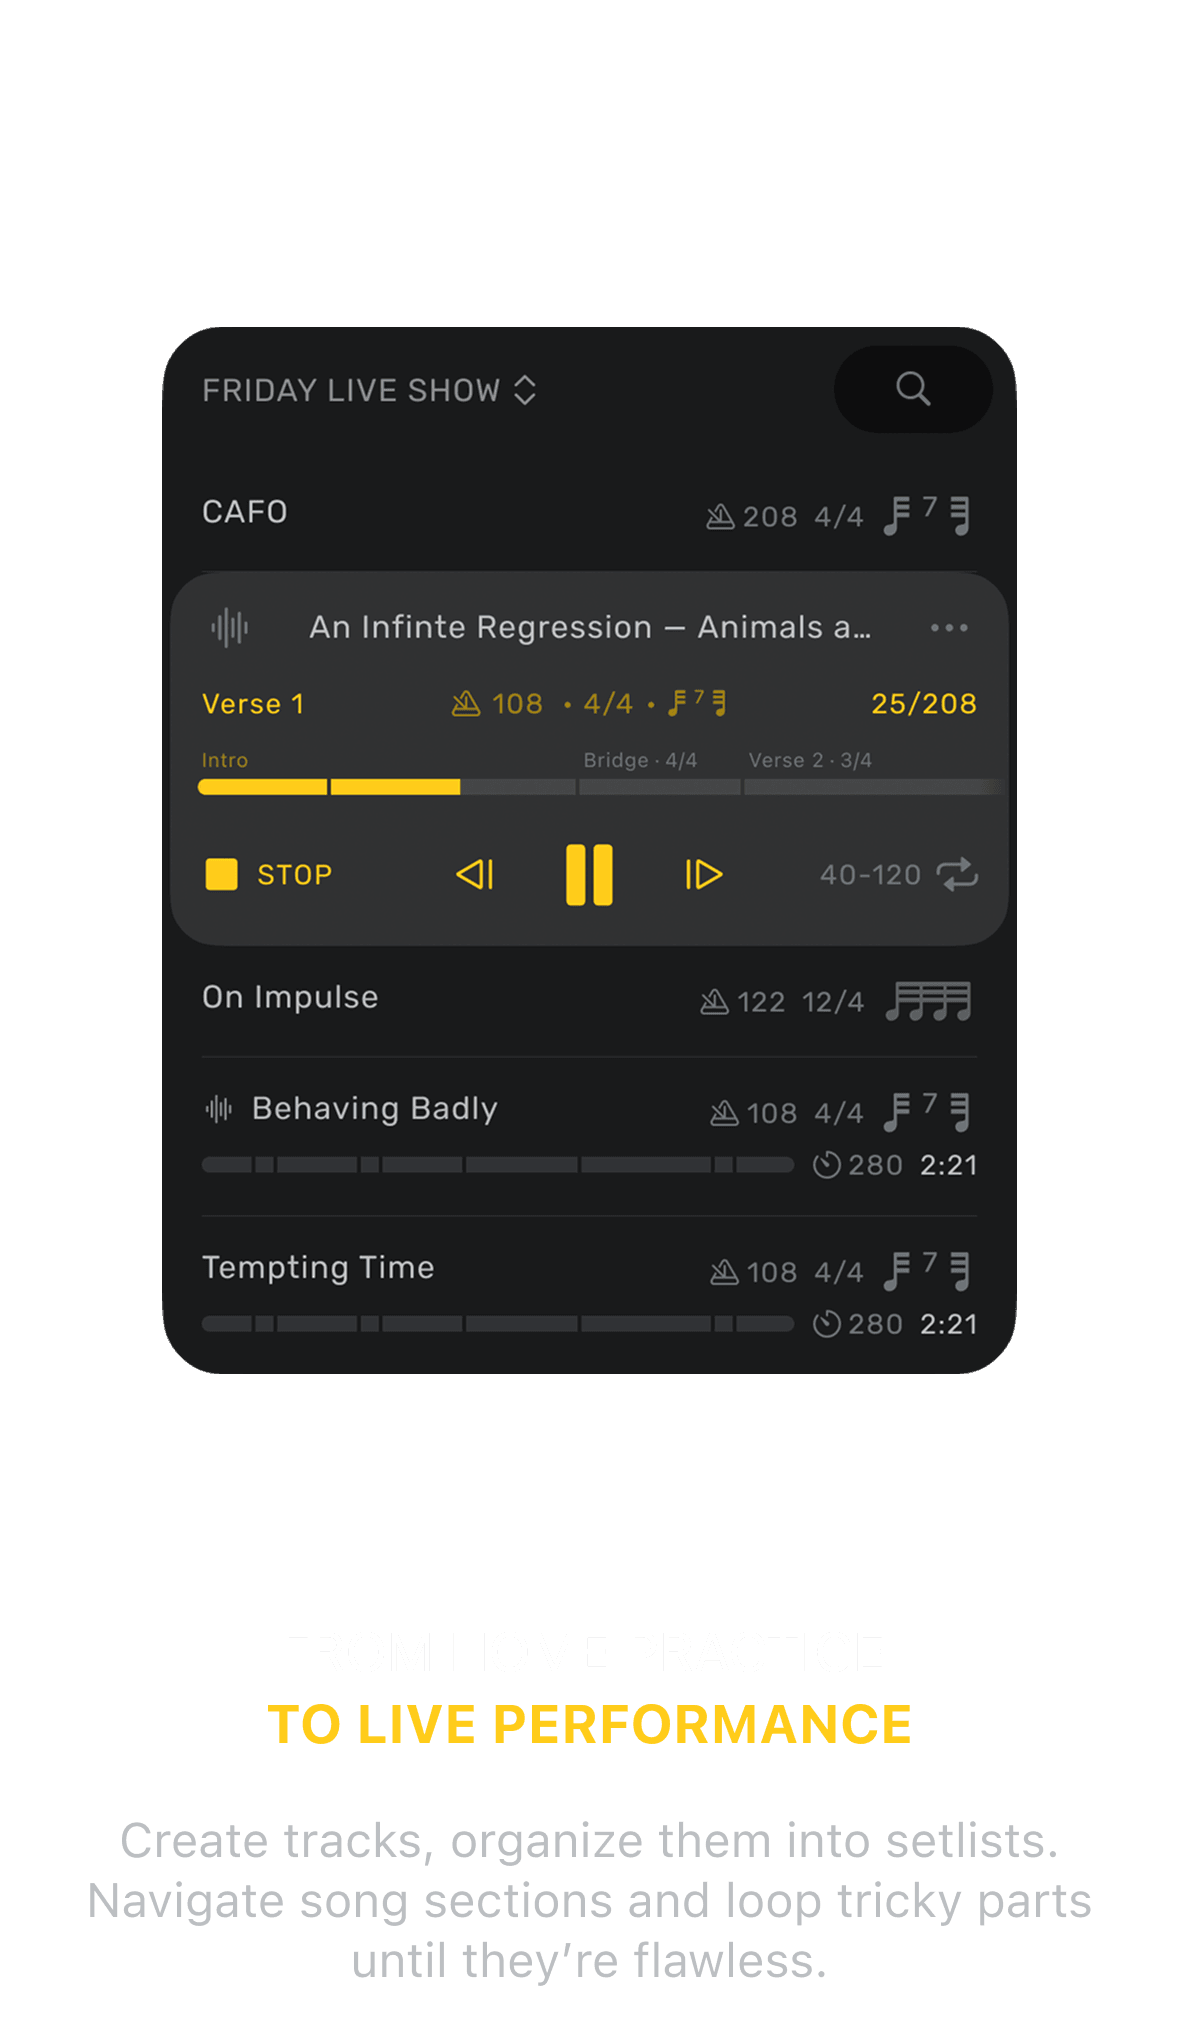 FRIDAY LIVE SHOW
CAFO
208 4/4 7
An Infinte Regression – Animals a...
Verse 1
108 • 4/4 • 7
25/208
Intro
Bridge · 4/4
Verse 2 · 3/4
STOP
40-120
On Impulse
122 12/4
Behaving Badly
108 4/4 7
280 2:21
Tempting Time
108 4/4 7
280 2:21
FROM HOME PRACTICE
TO LIVE PERFORMANCE
Create tracks, organize them into setlists.
Navigate song sections and loop tricky parts
until they’re flawless.